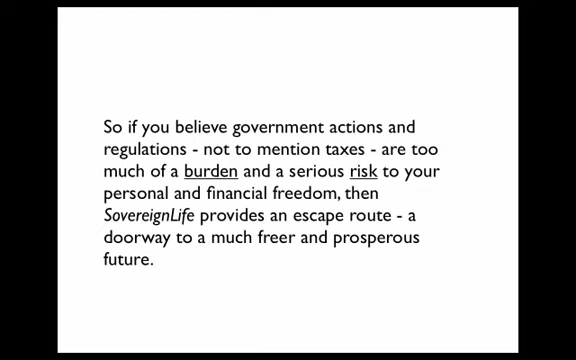 So if you believe government actions and
regulations - not to mention taxes - are too
much of a burden and a serious risk to your
personal and financial freedom, then
SovereignLife provides an escape route - a
doorway to a much freer and prosperous
future.